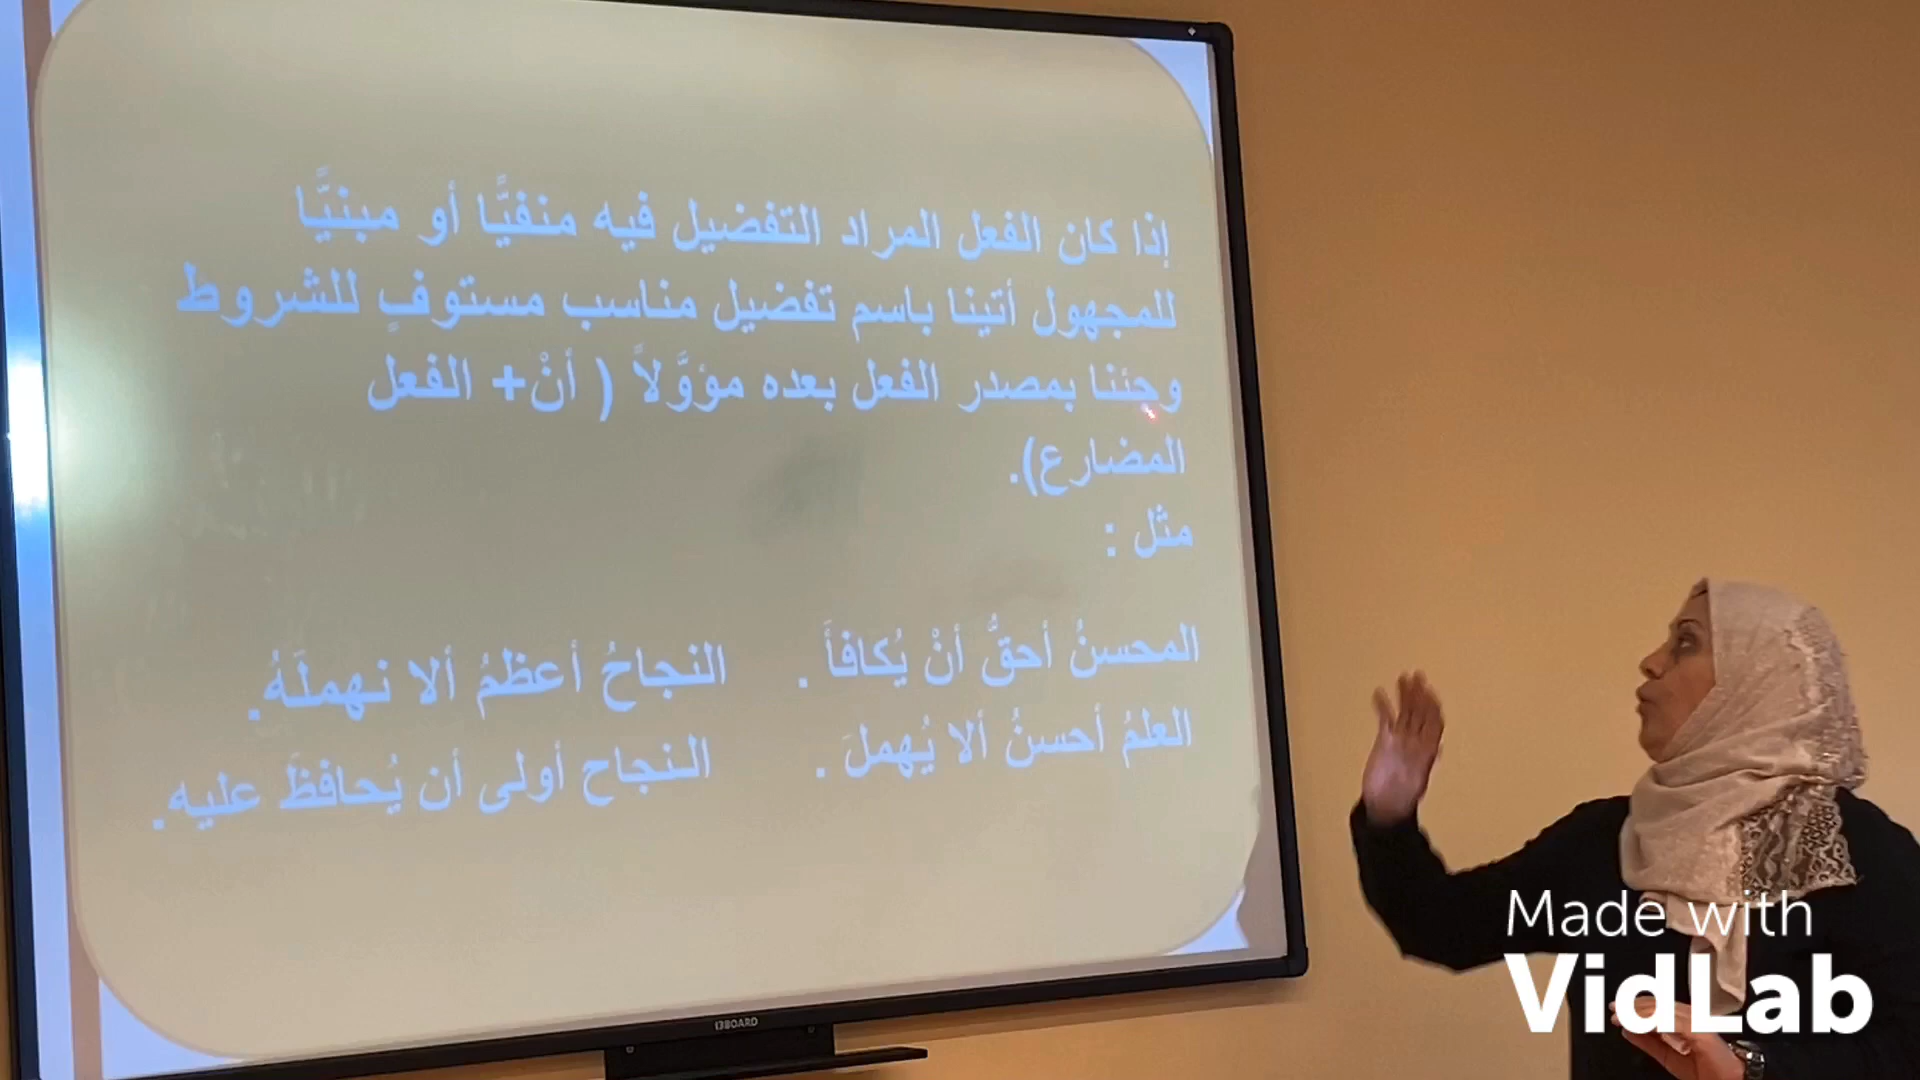 إذا كان الفعل المراد التفضيل فيه منفيًّا أو مبنيًّا
للمجهول أتينا باسم تفضيل مناسب مستوفٍ للشروط
وجئنا بمصدر الفعل بعده مؤوَّلاً ( أنْ+ الفعل
المضارع).
مثل :
المحسنُ أحقُّ أنْ يُكافأَ . النجاحُ أعظمُ ألا نهملَهُ.
العلمُ أحسنُ ألا يُهملَ . النجاح أولى أن يُحافظَ عليه.
i3BOARD
Made with
VidLab